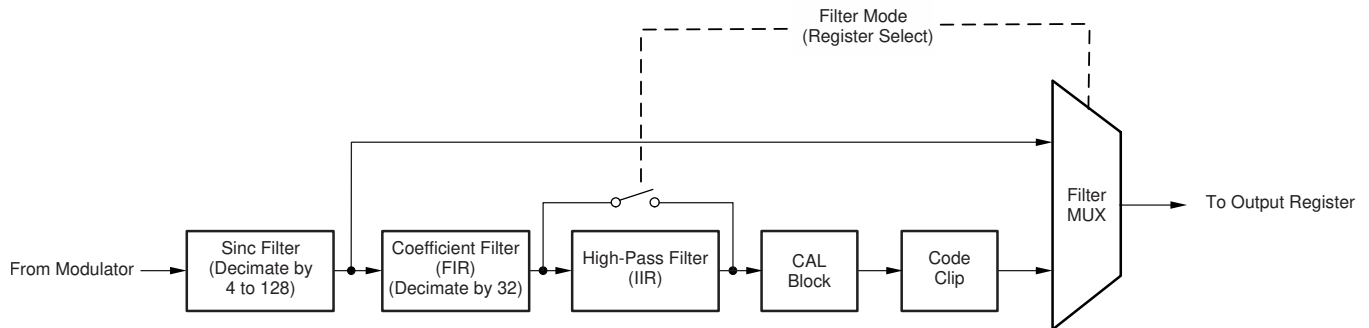 Filter Mode
(Register Select)
Filter
MUX
To Output Register
From Modulator
Sinc Filter
(Decimate by
4 to 128)
Coefficient Filter
(FIR)
(Decimate by 32)
High-Pass Filter
(IIR)
CAL
Block
Code
Clip